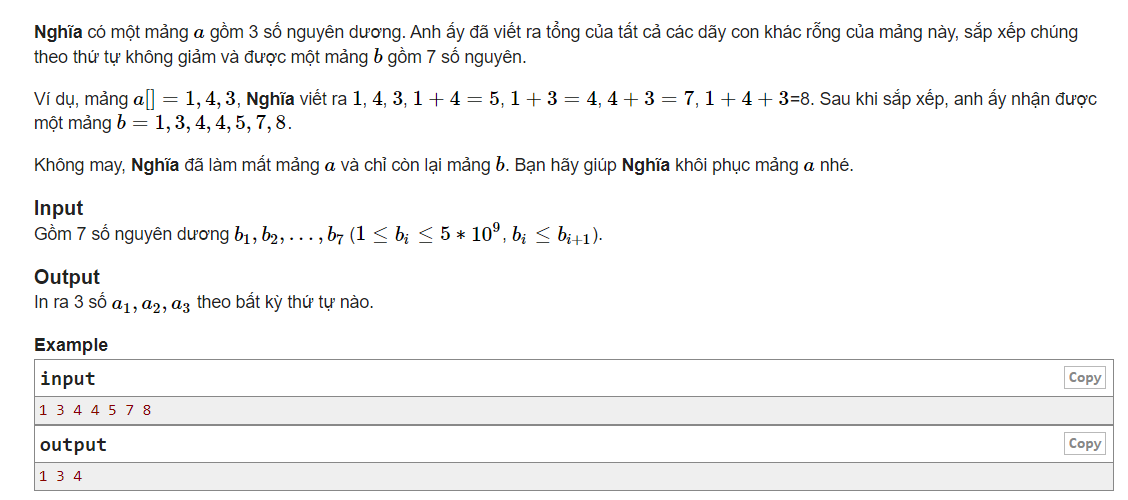 Nghĩa có một mảng a gồm 3 số nguyên dương. Anh ấy đã viết ra tổng của tất cả các dãy con khác rỗng của mảng này, sắp xếp chúng
theo thứ tự không giảm và được một mảng b gồm 7 số nguyên.
Ví dụ, mảng a[] = 1, 4, 3, Nghĩa viết ra 1, 4, 3, 1 + 4 = 5, 1 + 3 = 4, 4 + 3 = 7, 1 + 4 + 3=8. Sau khi sắp xếp, anh ấy nhận được
một mảng b = 1, 3, 4, 4, 5, 7, 8.
Không may, Nghĩa đã làm mất mảng a và chỉ còn lại mảng b. Bạn hãy giúp Nghĩa khôi phục mảng a nhé.
Input
Gồm 7 số nguyên dương b₁, b₂, ..., b₇ (1 ≤ bᵢ ≤ 5 * 10⁹, bᵢ ≤ bᵢ₊₁).
Output
In ra 3 số a₁, a₂, a₃ theo bất kỳ thứ tự nào.
Example
input Copy
1 3 4 4 5 7 8
output Copy
1 3 4